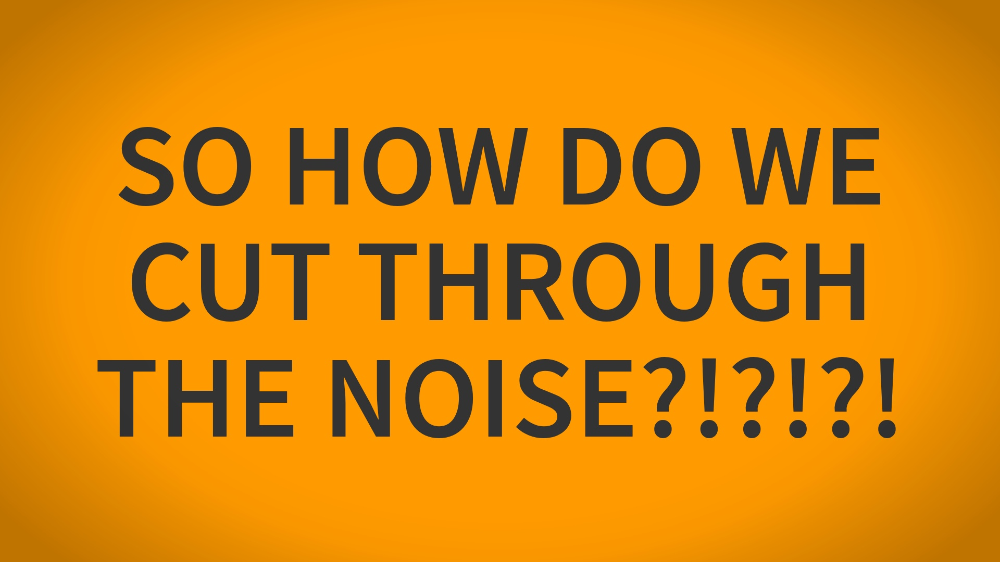 SO HOW DO WE
CUT THROUGH
THE NOISE?!?!?!